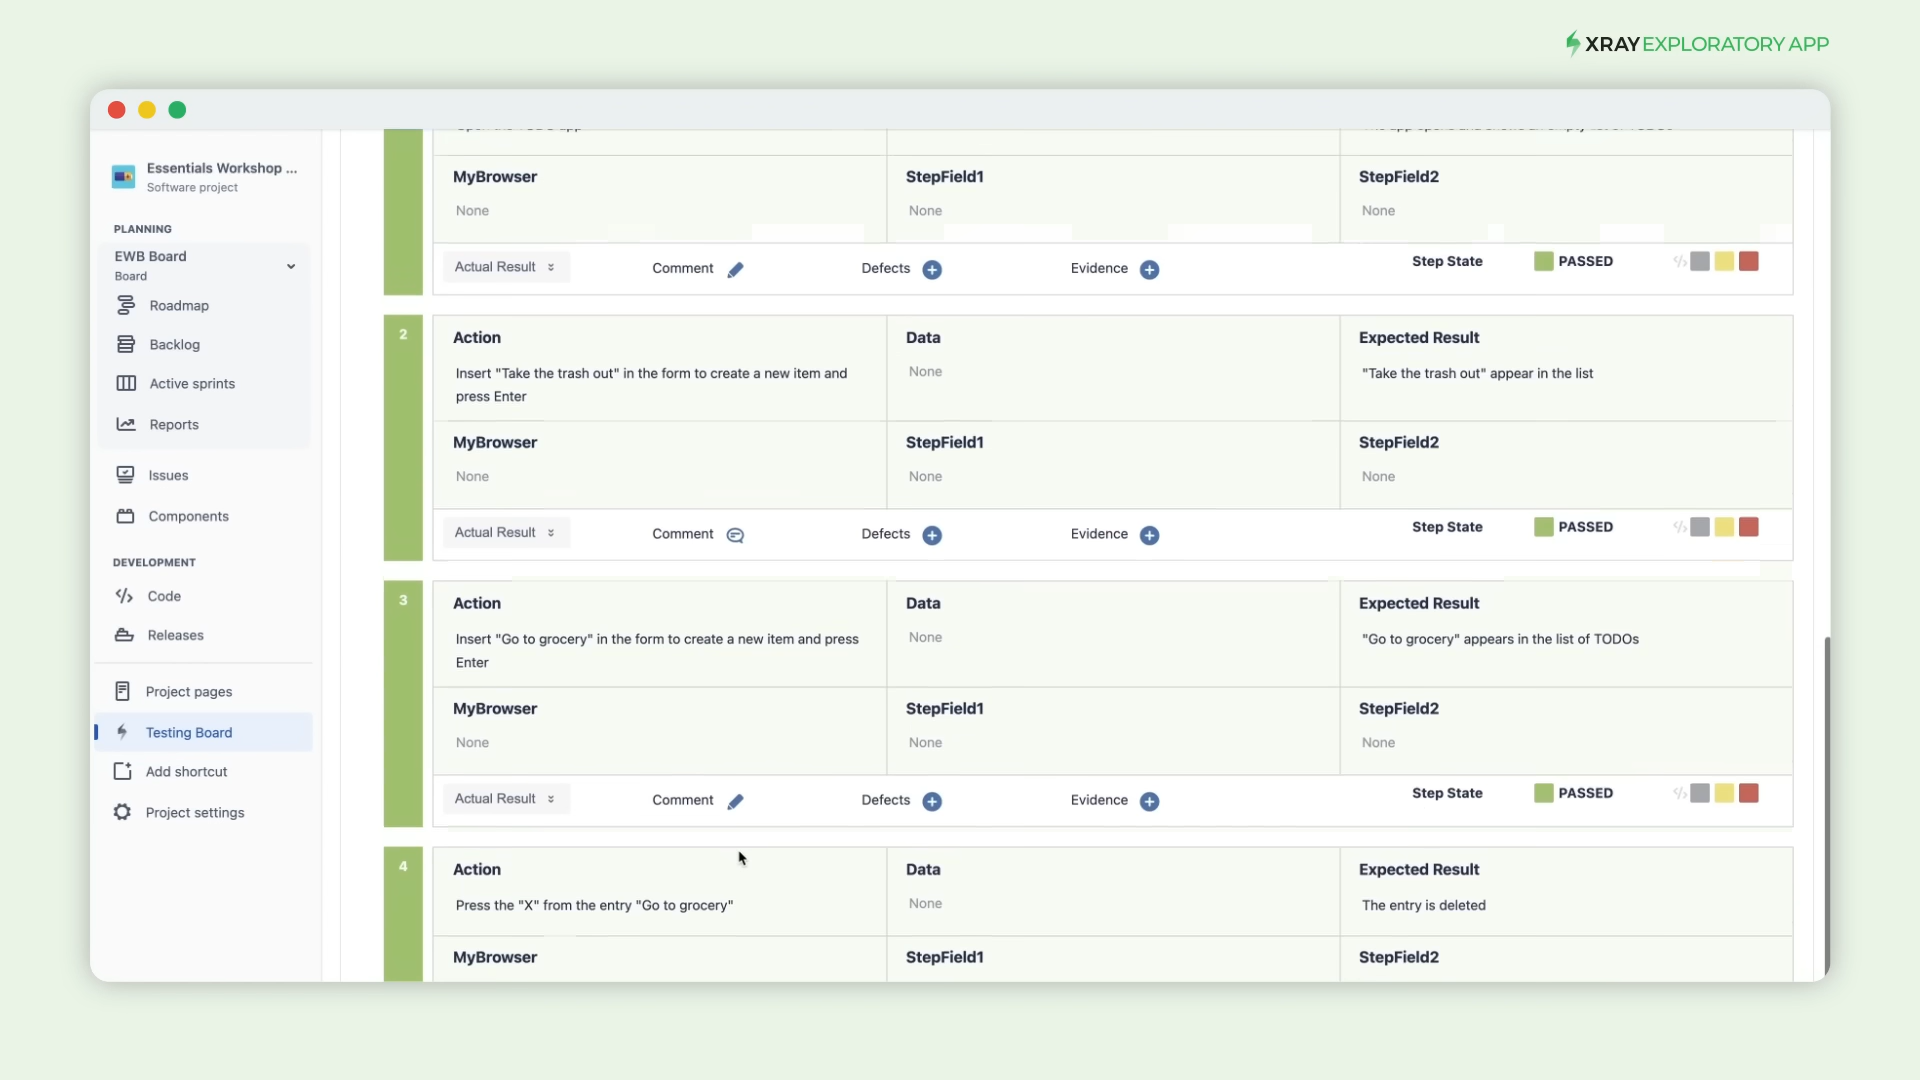 XRAY EXPLORATORY APP
Essentials Workshop ...
Software project
PLANNING
EWB Board
Board
Roadmap
Backlog
Active sprints
Reports
Issues
Components
DEVELOPMENT
Code
Releases
Project pages
Testing Board
Add shortcut
Project settings
MyBrowser StepField1 StepField2
None None None
Actual Result Comment Defects Evidence Step State PASSED
2 Action Data Expected Result
Insert "Take the trash out" in the form to create a new item and None "Take the trash out" appear in the list
press Enter
MyBrowser StepField1 StepField2
None None None
Actual Result Comment Defects Evidence Step State PASSED
3 Action Data Expected Result
Insert "Go to grocery" in the form to create a new item and press None "Go to grocery" appears in the list of TODOs
Enter
MyBrowser StepField1 StepField2
None None None
Actual Result Comment Defects Evidence Step State PASSED
4 Action Data Expected Result
Press the "X" from the entry "Go to grocery" None The entry is deleted
MyBrowser StepField1 StepField2